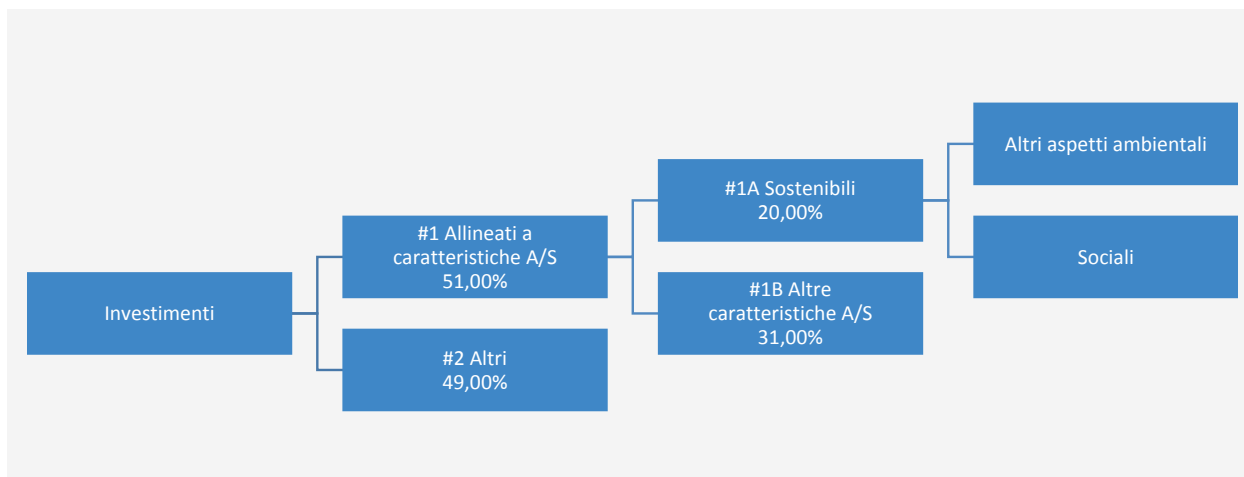 Investimenti
#1 Allineati a
caratteristiche A/S
51,00%
#2 Altri
49,00%
#1A Sostenibili
20,00%
#1B Altre
caratteristiche A/S
31,00%
Altri aspetti ambientali
Sociali